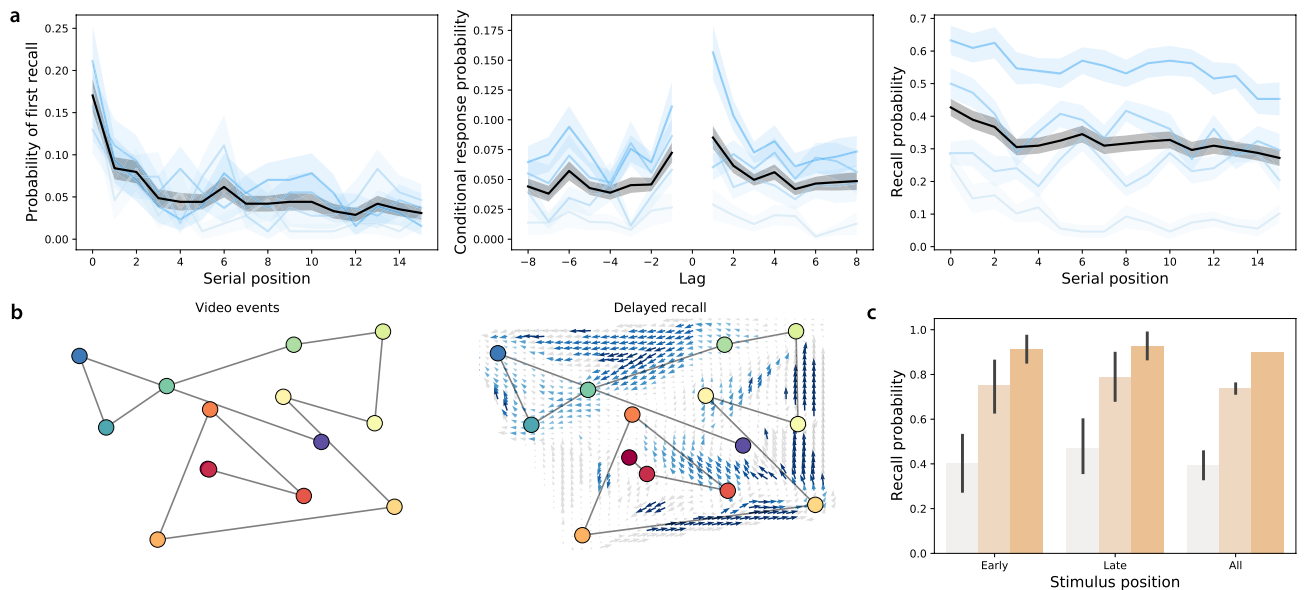 a
Probability of first recall
0.25
0.20
0.15
0.10
0.05
0.00
0 2 4 6 8 10 12 14
Serial position
Conditional response probability
0.175
0.150
0.125
0.100
0.075
0.050
0.025
0.000
−8 −6 −4 −2 0 2 4 6 8
Lag
Recall probability
0.7
0.6
0.5
0.4
0.3
0.2
0.1
0.0
0 2 4 6 8 10 12 14
Serial position
b
Video events
Delayed recall
c
Recall probability
1.0
0.8
0.6
0.4
0.2
0.0
Early Late All
Stimulus position